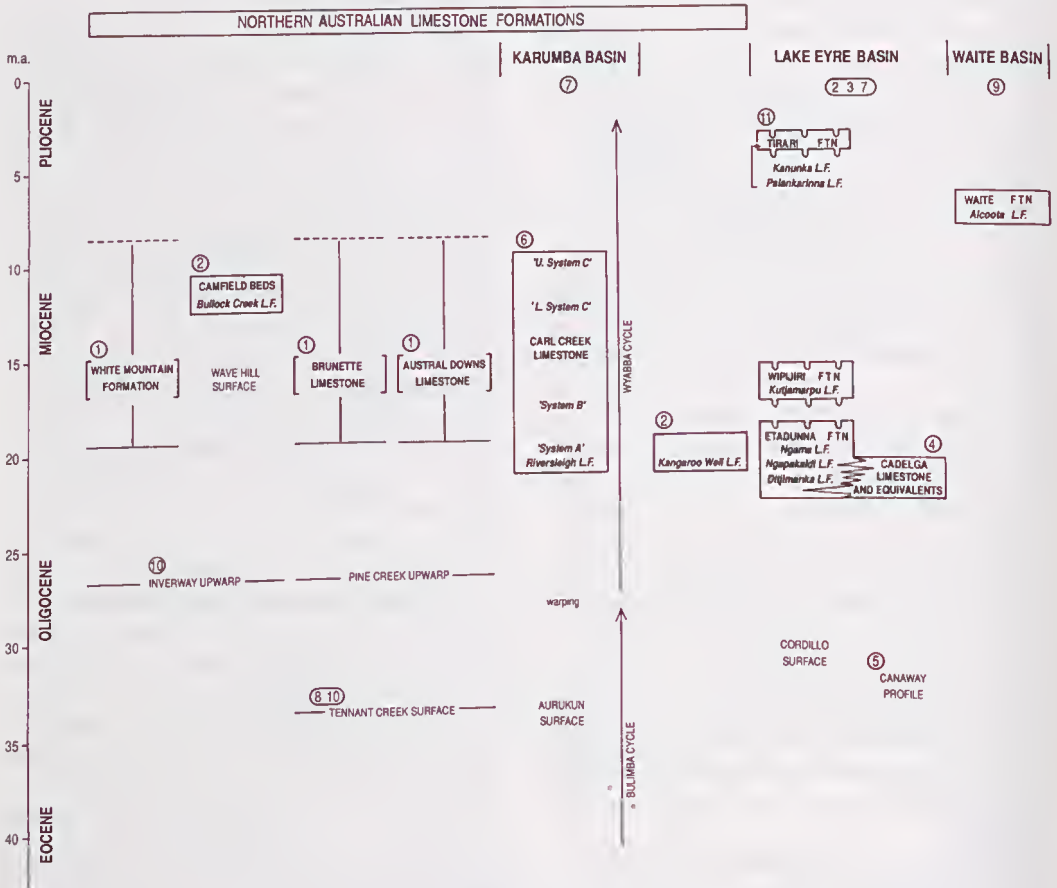 NORTHERN AUSTRALIAN LIMESTONE FORMATIONS
m.a.
KARUMBA BASIN
LAKE EYRE BASIN
WAITE BASIN
7
2 3 7
9
0
PLIOCENE
5
11
TIRARI FTN
Kanunka L.F.
Palankarinna L.F.
WAITE FTN
Alcoota L.F.
MIOCENE
10
2
CAMFIELD BEDS
Bullock Creek L.F.
6
'U. System C'
'L. System C'
CARL CREEK
LIMESTONE
'System B'
'System A'
Riversleigh L.F.
WYABBA CYCLE
15
1
WHITE MOUNTAIN
FORMATION
WAVE HILL
SURFACE
1
BRUNETTE
LIMESTONE
1
AUSTRAL DOWNS
LIMESTONE
WIPIJIRI FTN
Kutjamarpu L.F.
2
Kangaroo Well L.F.
ETADUNNA FTN
Ngama L.F.
Ngapakaldi L.F.
Ditjimanka L.F.
4
CADELGA
LIMESTONE
AND EQUIVALENTS
20
OLIGOCENE
25
10
INVERWAY UPWARP
PINE CREEK UPWARP
warping
30
CORDILLO
SURFACE
5
CANAWAY
PROFILE
8 10
TENNANT CREEK SURFACE
AURUKUN
SURFACE
BULIMBA CYCLE
35
EOCENE
40